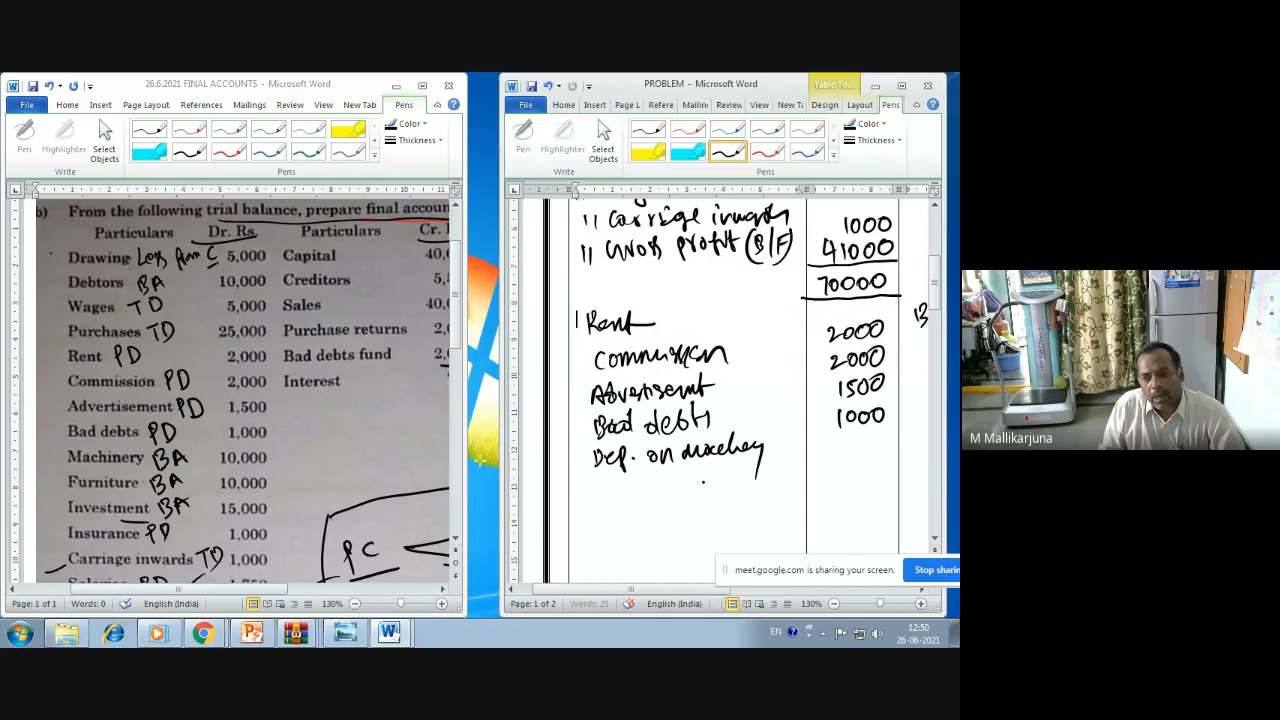 26.6.2021 FINAL ACCOUNTS - Microsoft Word
File Home Insert Page Layout References Mailings Review View New Tab Pens
Pen Highlighter Select Objects
Color
Thickness
Write Pens
b) From the following trial balance, prepare final accoun
Particulars Dr. Rs. Particulars Cr.
Drawing Less from C 5,000 Capital 40,
Debtors BA 10,000 Creditors 5,
Wages TD 5,000 Sales 40,
Purchases TD 25,000 Purchase returns 2,
Rent PD 2,000 Bad debts fund 2,
Commission PD 2,000 Interest
Advertisement PD 1,500
Bad debts PD 1,000
Machinery BA 10,000
Furniture BA 10,000
Investment BA 15,000
Insurance PD 1,000
Carriage inwards TD 1,000
PC
Page: 1 of 1 Words: 0 English (India) 130%
PROBLEM - Microsoft Word
Table To...
File Home Insert Page L Refere Mailin Review View New T Design Layout Pens
Pen Highlighter Select Objects
Color
Thickness
Write Pens
" Carriage inwards 1000
" Gross profit (B/F) 41000
70000
Rent 2000
Commission 2000
Advertisement 1500
Bad debts 1000
Dep. on machinery
meet.google.com is sharing your screen. Stop sharin
Page: 1 of 2 Words: 25 English (India) 130%
EN 12:50
26-06-2021
M Mallikarjuna